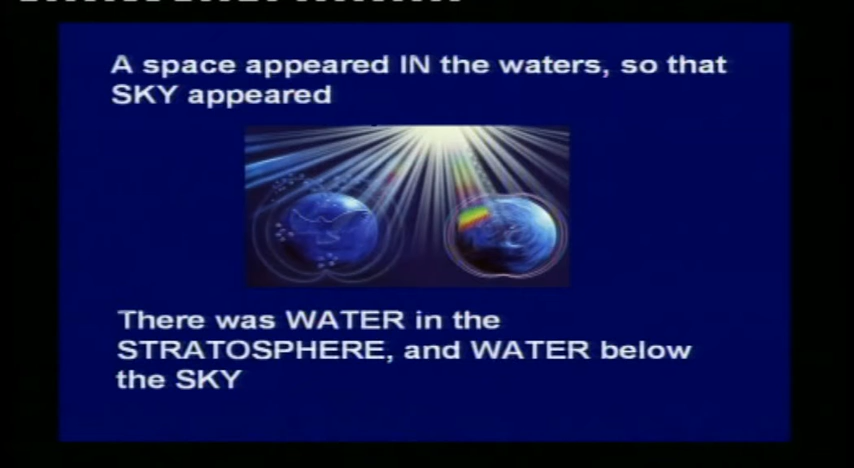 A space appeared IN the waters, so that
SKY appeared
There was WATER in the
STRATOSPHERE, and WATER below
the SKY